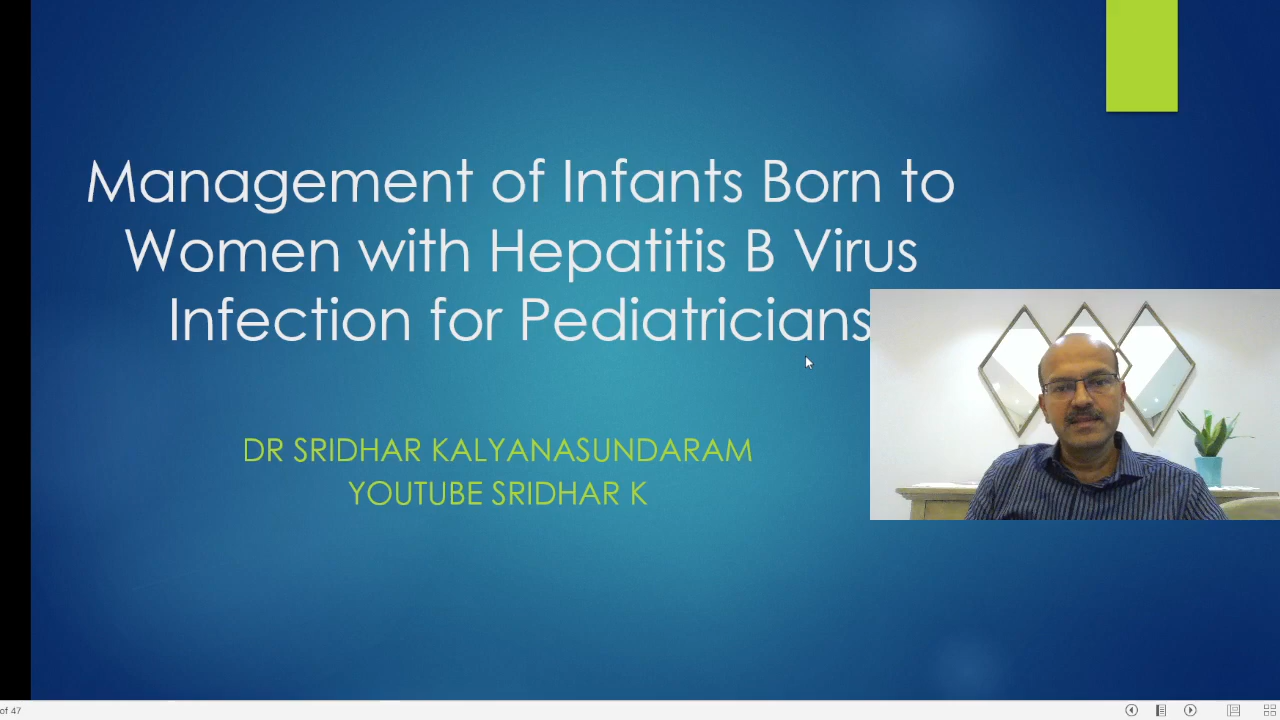 Management of Infants Born to
Women with Hepatitis B Virus
Infection for Pediatricians
DR SRIDHAR KALYANASUNDARAM
YOUTUBE SRIDHAR K
of 47